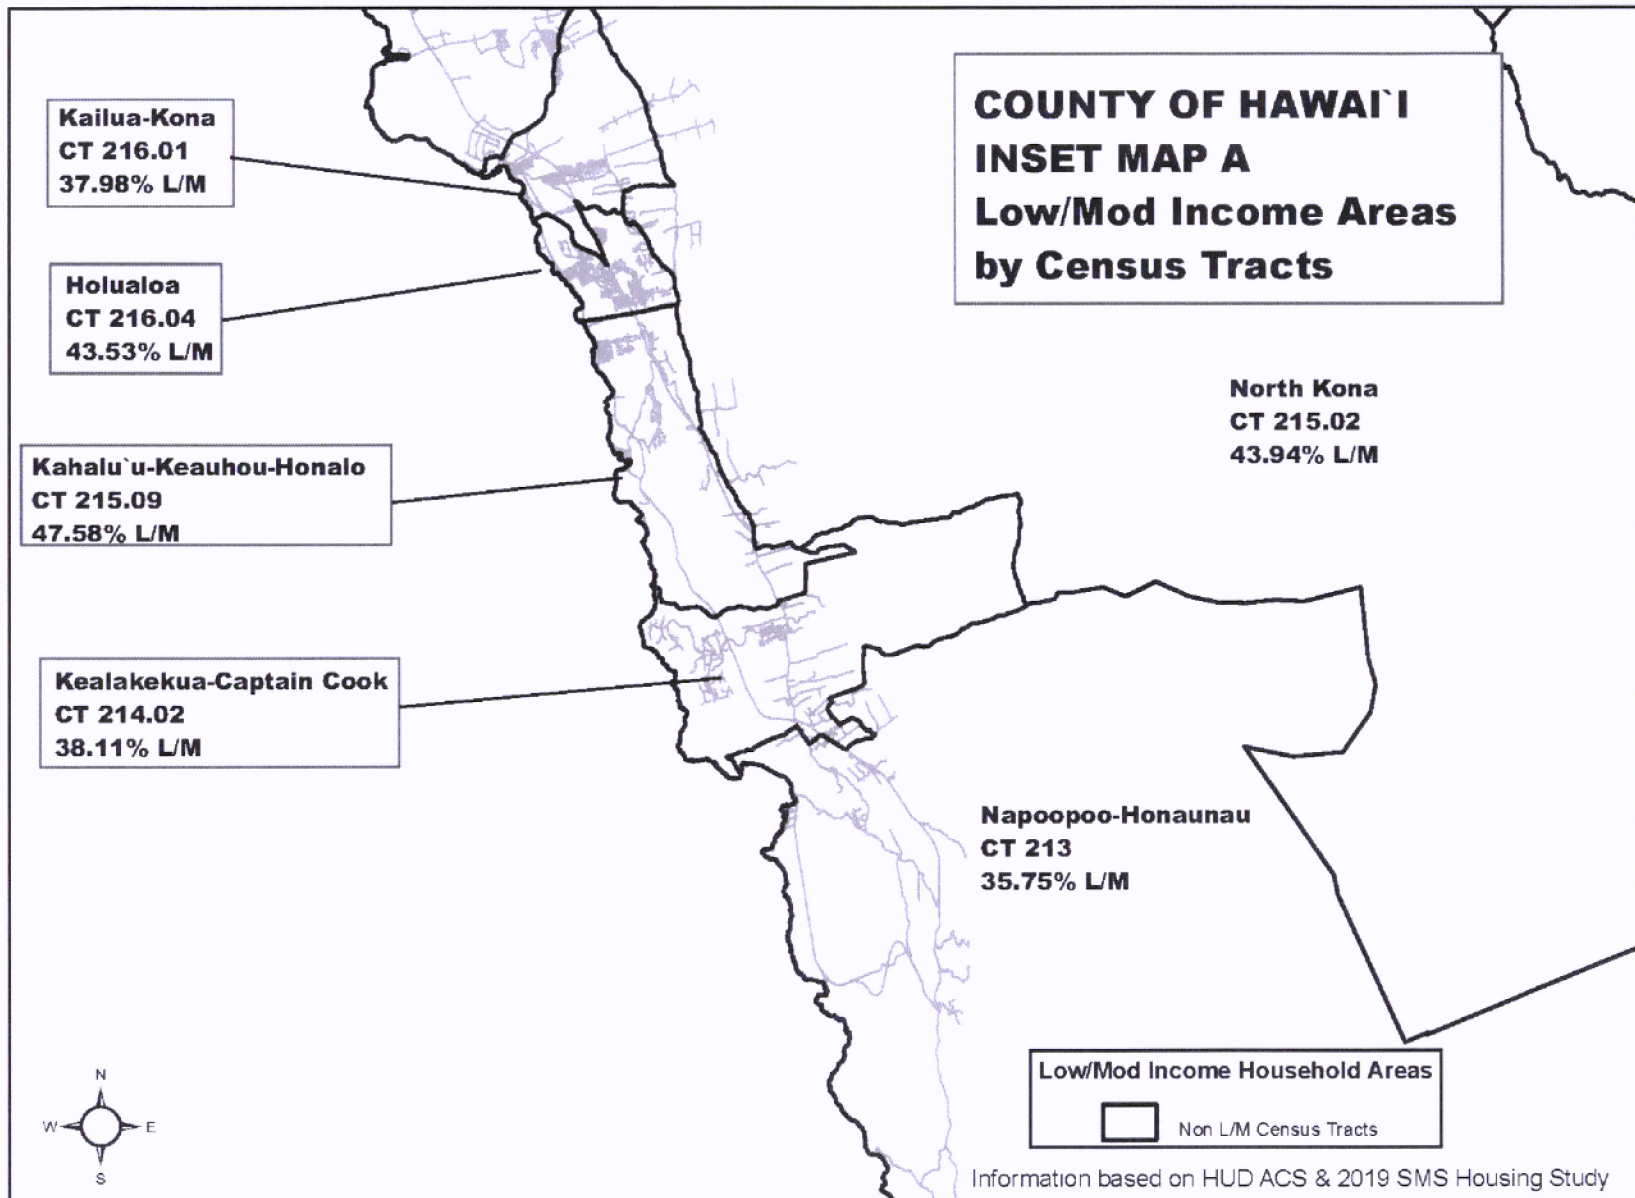 COUNTY OF HAWAI`I
INSET MAP A
Low/Mod Income Areas
by Census Tracts
Kailua-Kona
CT 216.01
37.98% L/M
Holualoa
CT 216.04
43.53% L/M
North Kona
CT 215.02
43.94% L/M
Kahalu`u-Keauhou-Honalo
CT 215.09
47.58% L/M
Kealakekua-Captain Cook
CT 214.02
38.11% L/M
Napoopoo-Honaunau
CT 213
35.75% L/M
N
W E
S
Low/Mod Income Household Areas
Non L/M Census Tracts
Information based on HUD ACS & 2019 SMS Housing Study